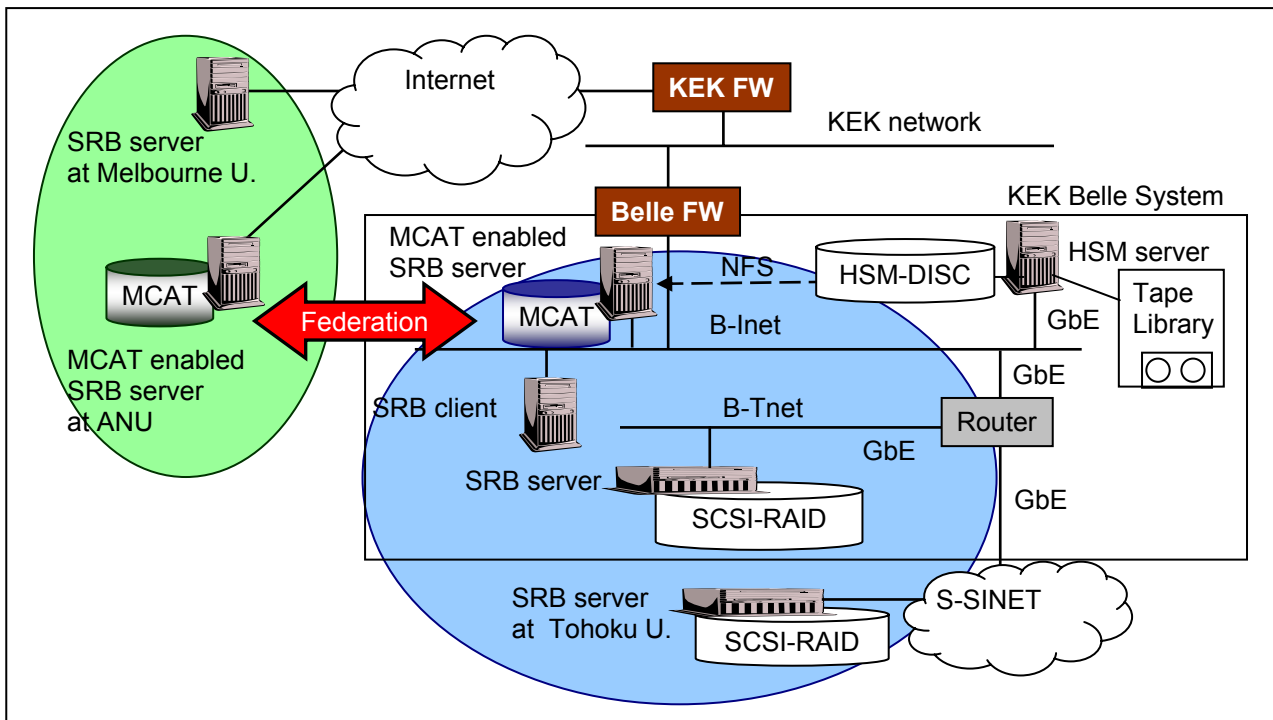 Internet
KEK FW
KEK network
SRB server
at Melbourne U.
Belle FW
KEK Belle System
MCAT enabled
SRB server
NFS
HSM-DISC
HSM server
Tape
Library
MCAT
Federation
MCAT
B-Inet
GbE
MCAT enabled
SRB server
at ANU
GbE
SRB client
B-Tnet
Router
GbE
SRB server
SCSI-RAID
GbE
SRB server
at Tohoku U.
SCSI-RAID
S-SINET